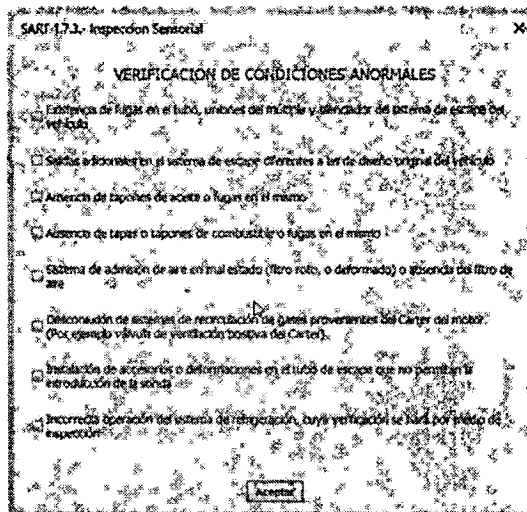 SART-1.7.3.- Inspeccion Sensorial
VERIFICACION DE CONDICIONES ANORMALES
Existencia de fugas en el tubo, uniones del múltiple y silenciador del sistema de escape del
vehículo
Salidas adicionales en el sistema de escape diferentes a las de diseño original del vehículo
Ausencia de tapones de aceite o fugas en el mismo
Ausencia de tapas o tapones de combustible o fugas en el mismo
Sistema de admisión de aire en mal estado (filtro roto, o deformado) o ausencia del filtro de
aire
Desconexión de sistemas de recirculación de gases provenientes del Cárter del motor.
(Por ejemplo válvula de ventilación positiva del Carter).
Instalación de accesorios o deformaciones en el tubo de escape que no permitan la
introducción de la sonda
Incorrecta operación del sistema de refrigeración, cuya verificación se hará por medio de
inspección
Aceptar